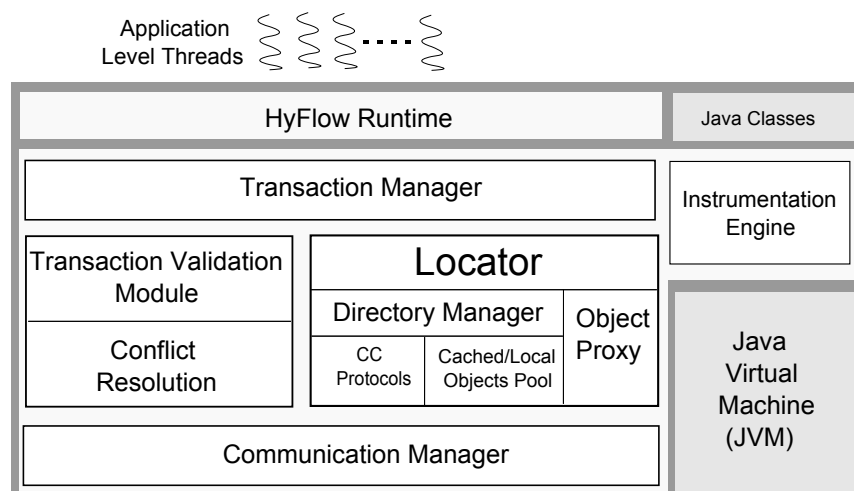 Application
Level Threads
HyFlow Runtime
Java Classes
Transaction Manager
Instrumentation
Engine
Transaction Validation
Module
Conflict
Resolution
Locator
Directory Manager
CC
Protocols
Cached/Local
Objects Pool
Object
Proxy
Java
Virtual
Machine
(JVM)
Communication Manager